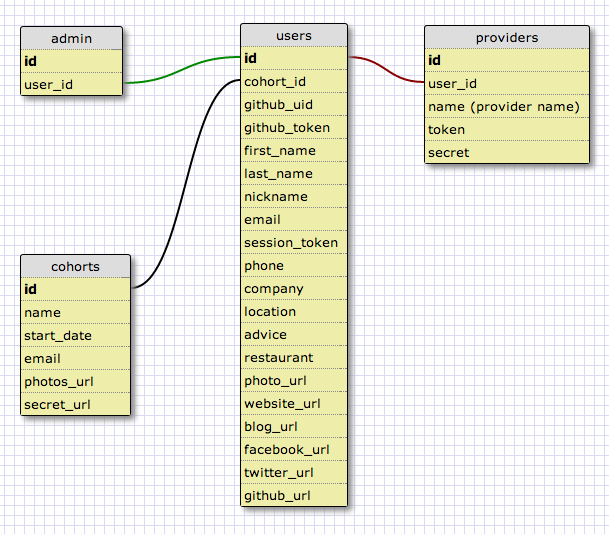 admin
id
user_id
users
id
cohort_id
github_uid
github_token
first_name
last_name
nickname
email
session_token
phone
company
location
advice
restaurant
photo_url
website_url
blog_url
facebook_url
twitter_url
github_url
providers
id
user_id
name (provider name)
token
secret
cohorts
id
name
start_date
email
photos_url
secret_url